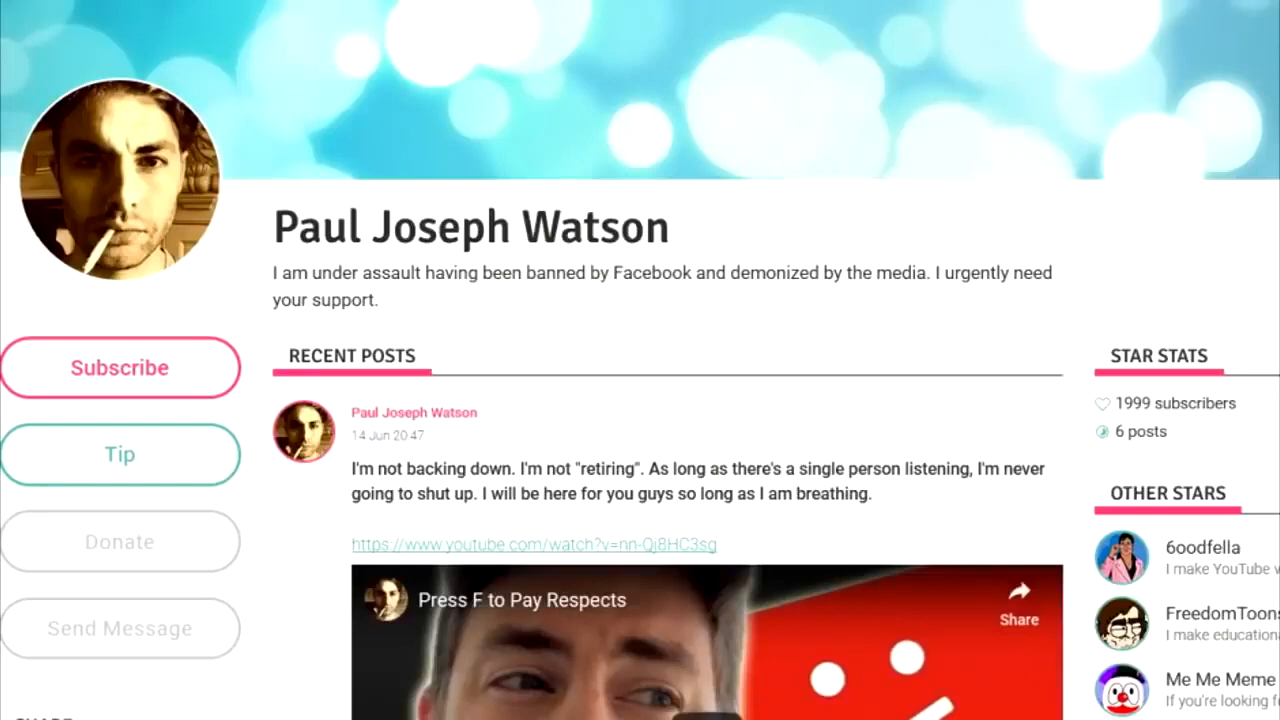 Paul Joseph Watson
I am under assault having been banned by Facebook and demonized by the media. I urgently need
your support.
Subscribe
Tip
Donate
Send Message
RECENT POSTS
Paul Joseph Watson
14 Jun 20:47
I'm not backing down. I'm not "retiring". As long as there's a single person listening, I'm never
going to shut up. I will be here for you guys so long as I am breathing.
https://www.youtube.com/watch?v=nn-Qj8HC3sg
Press F to Pay Respects
Share
STAR STATS
1999 subscribers
6 posts
OTHER STARS
6oodfella
I make YouTube
FreedomToons
I make education
Me Me Meme
If you're looking